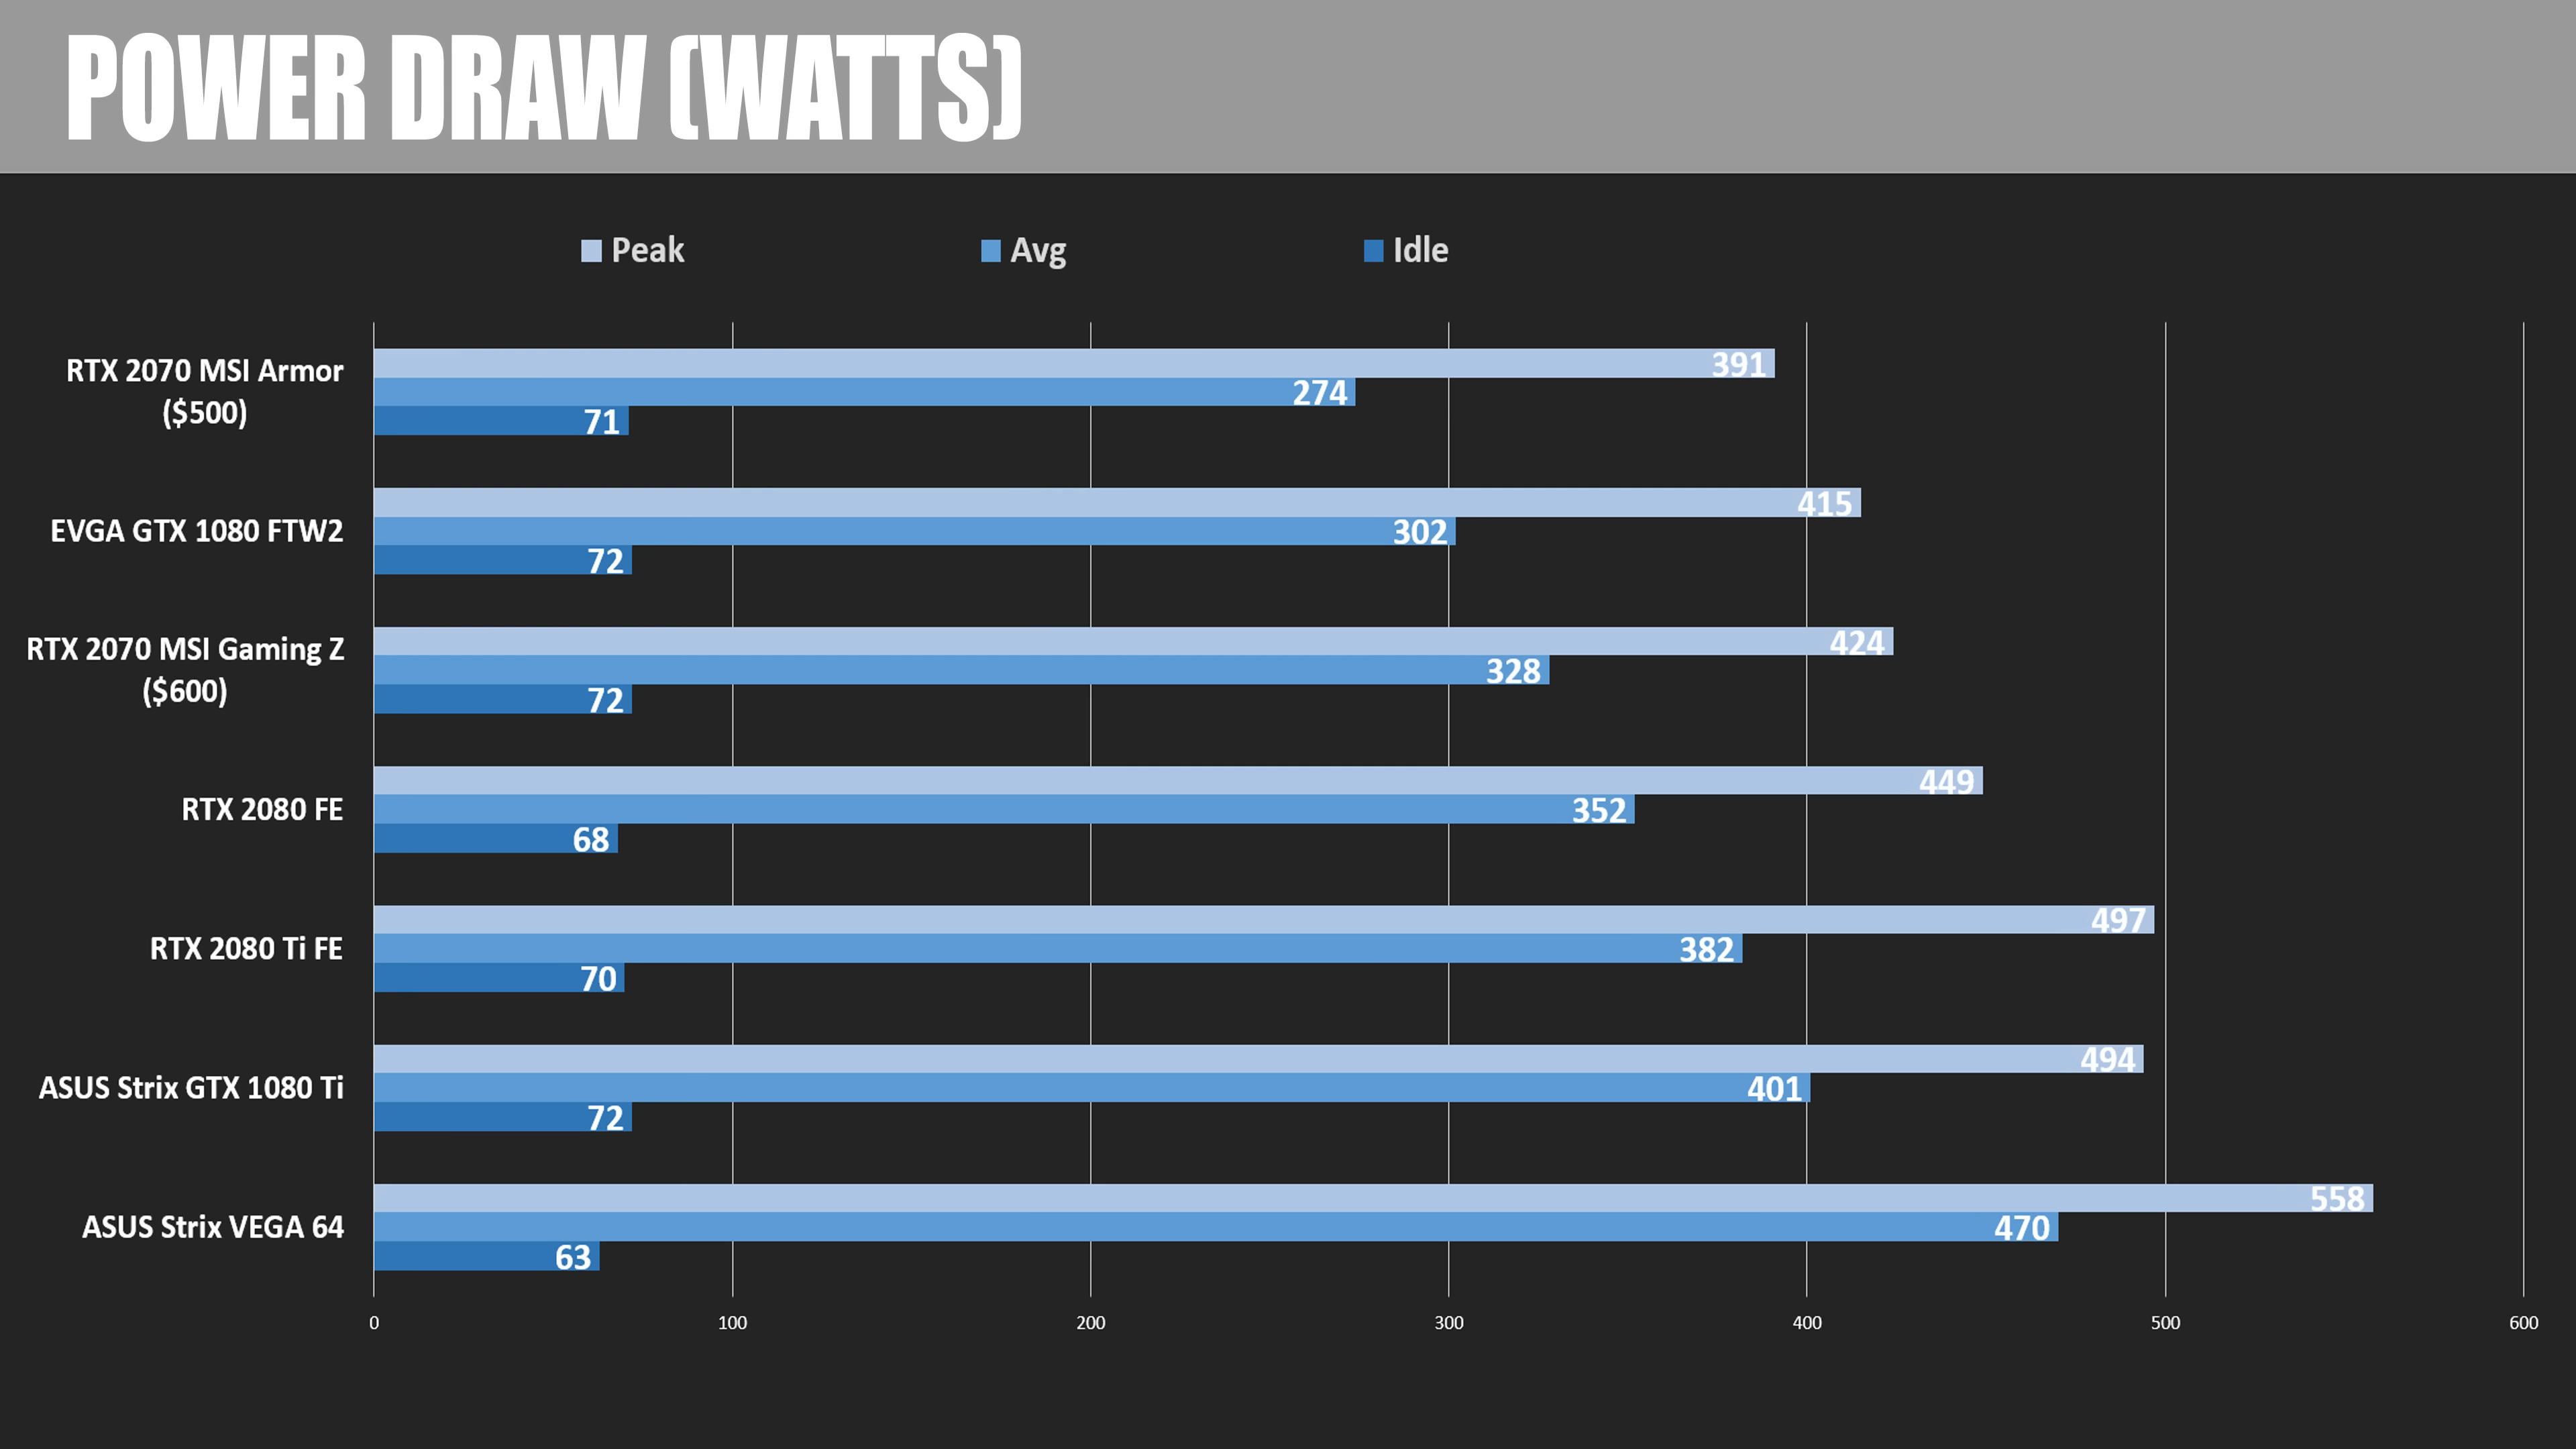 POWER DRAW (WATTS)
Peak Avg Idle
RTX 2070 MSI Armor
($500)
391
274
71
EVGA GTX 1080 FTW2
415
302
72
RTX 2070 MSI Gaming Z
($600)
424
328
72
RTX 2080 FE
449
352
68
RTX 2080 Ti FE
497
382
70
ASUS Strix GTX 1080 Ti
494
401
72
ASUS Strix VEGA 64
558
470
63
0 100 200 300 400 500 600